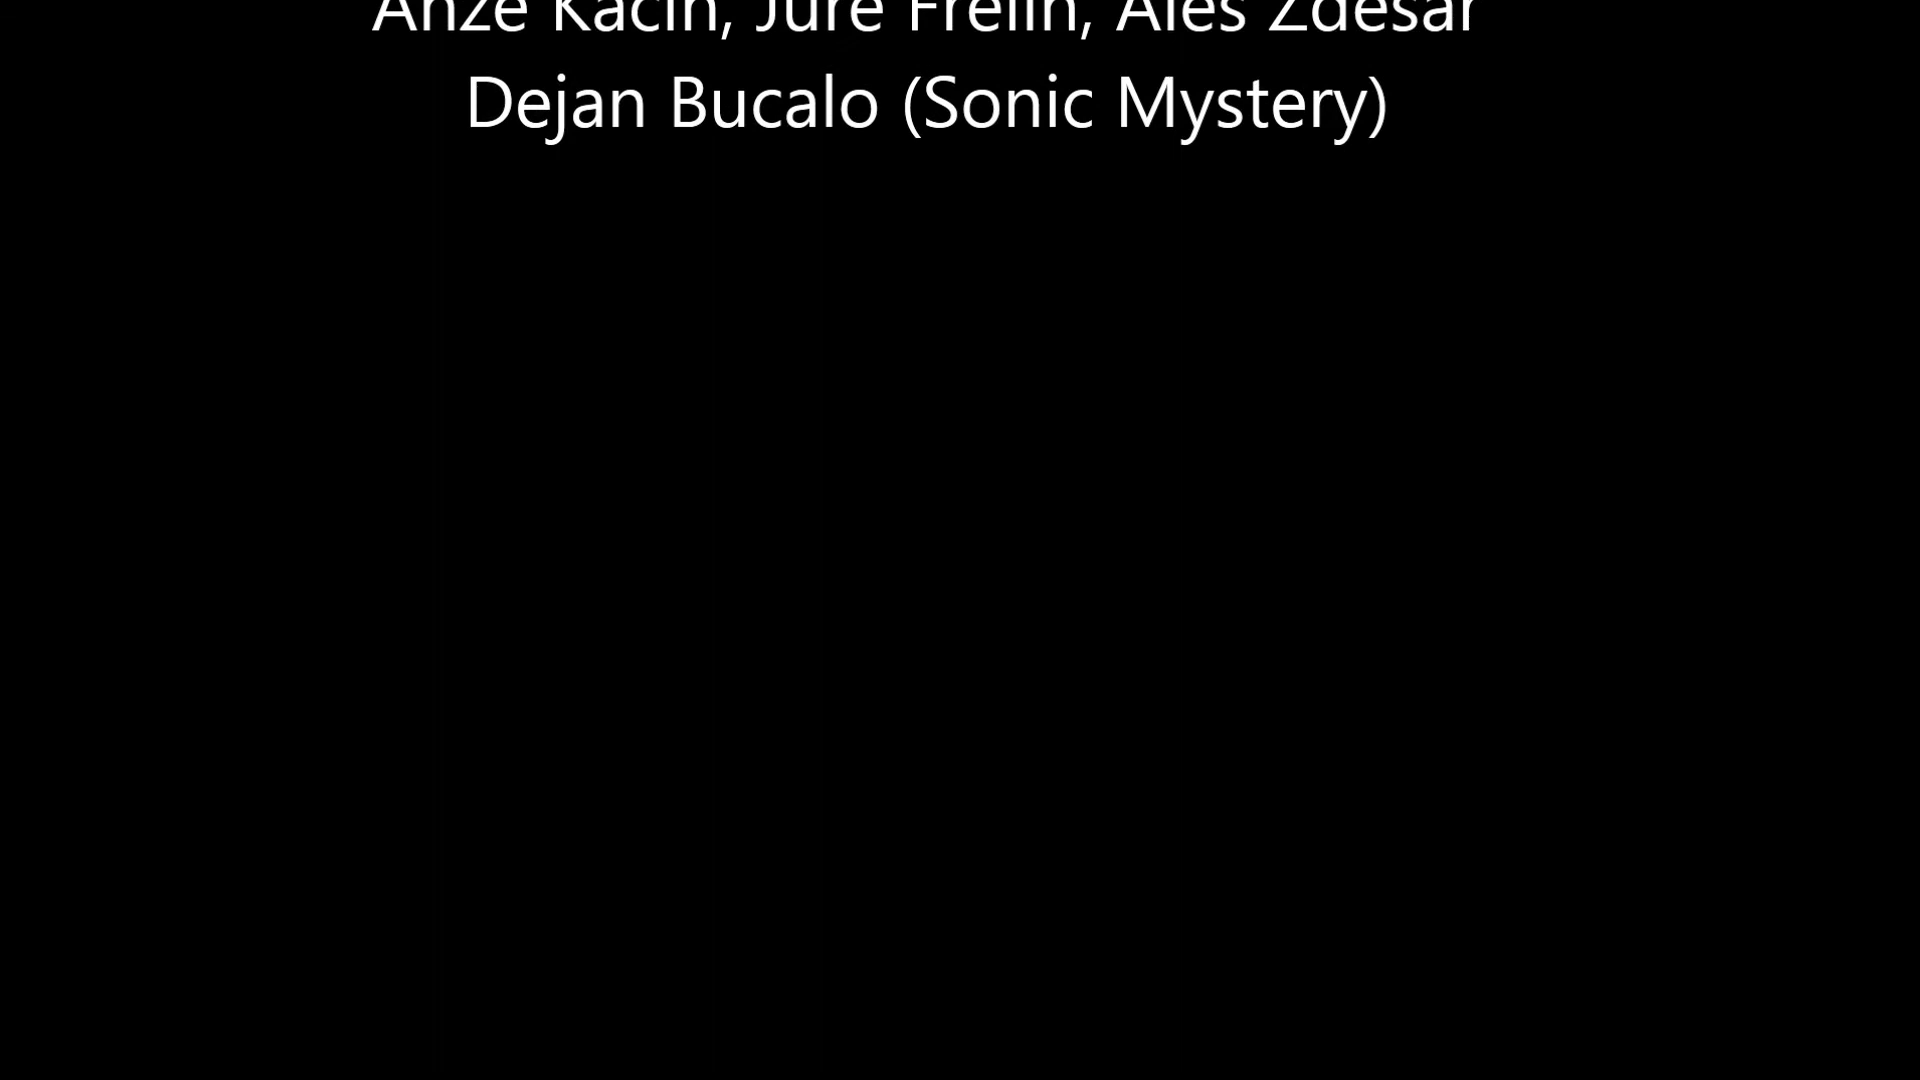 Anze Kacin, Jure Frelih, Ales Zdesar
Dejan Bucalo (Sonic Mystery)